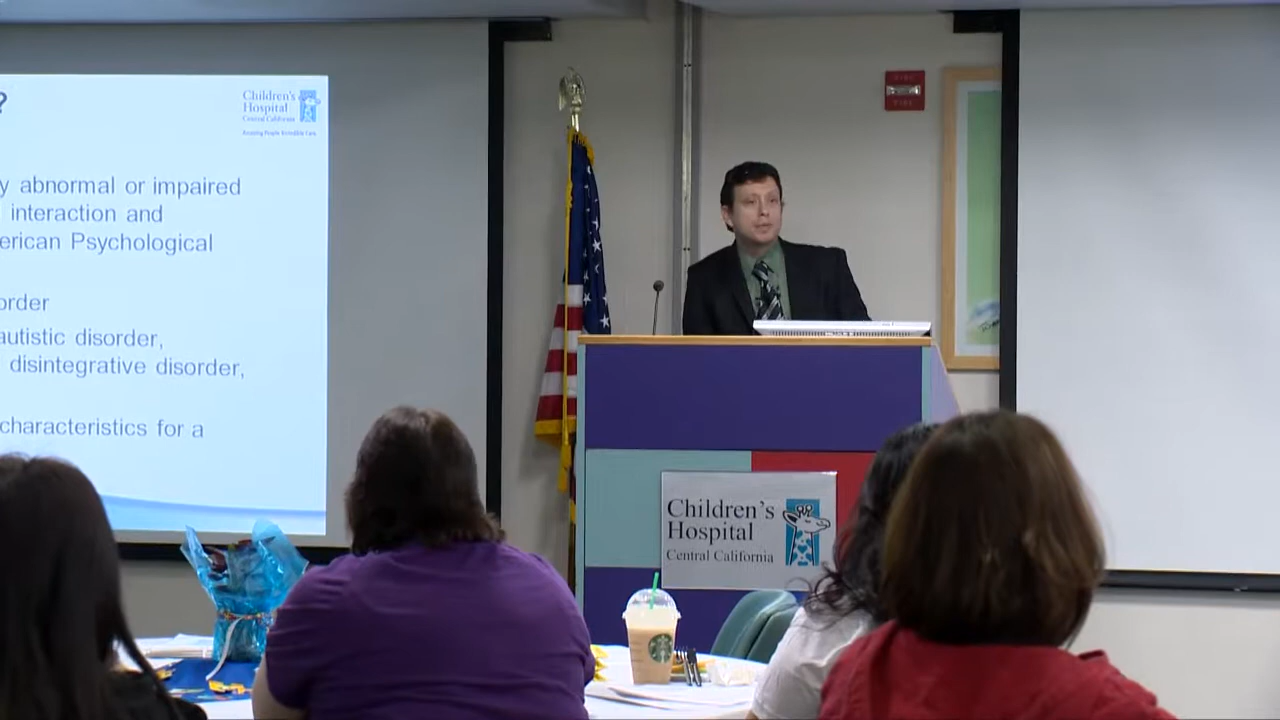 ?
Children's
Hospital
Central California
y abnormal or impaired
interaction and
erican Psychological
order
autistic disorder,
disintegrative disorder,
characteristics for a
Children's
Hospital
Central California